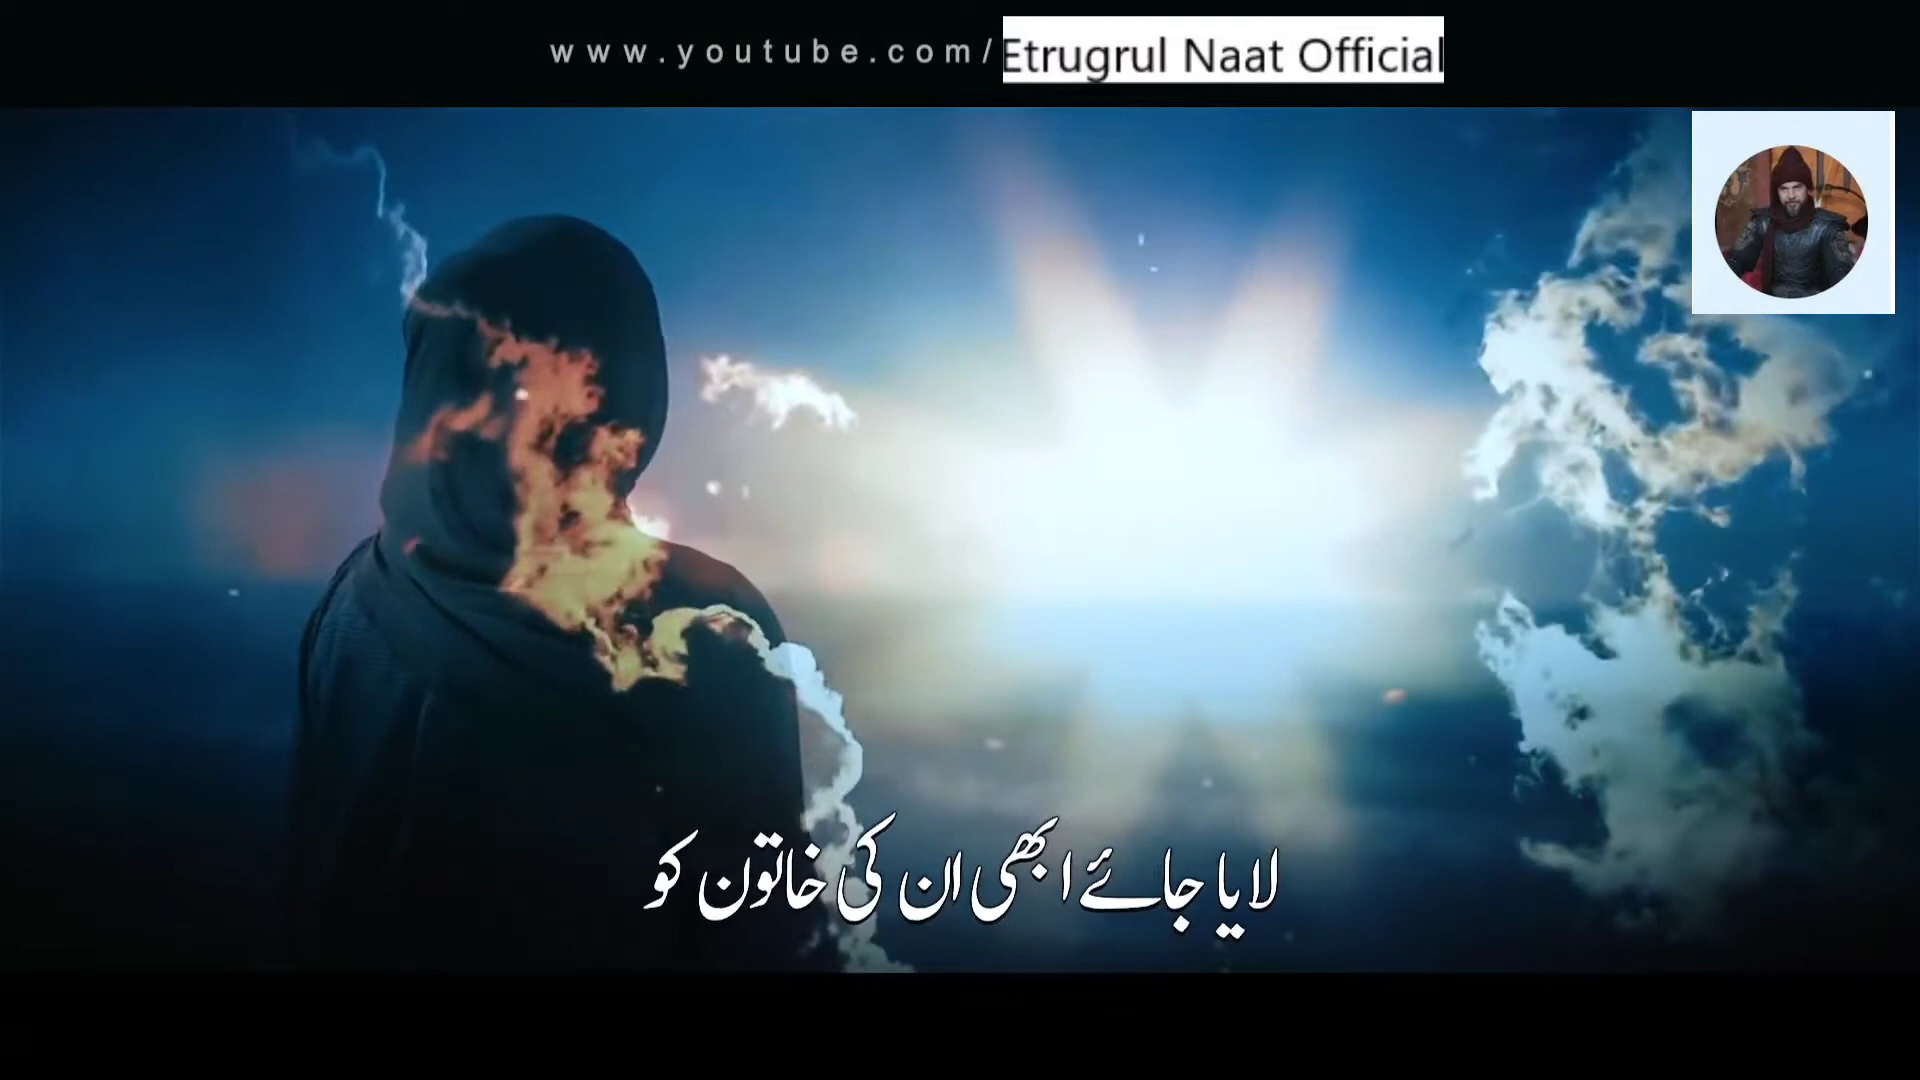 www.youtube.com/Etrugrul Naat Official
لایا جائے ابھی ان کی خاتون کو